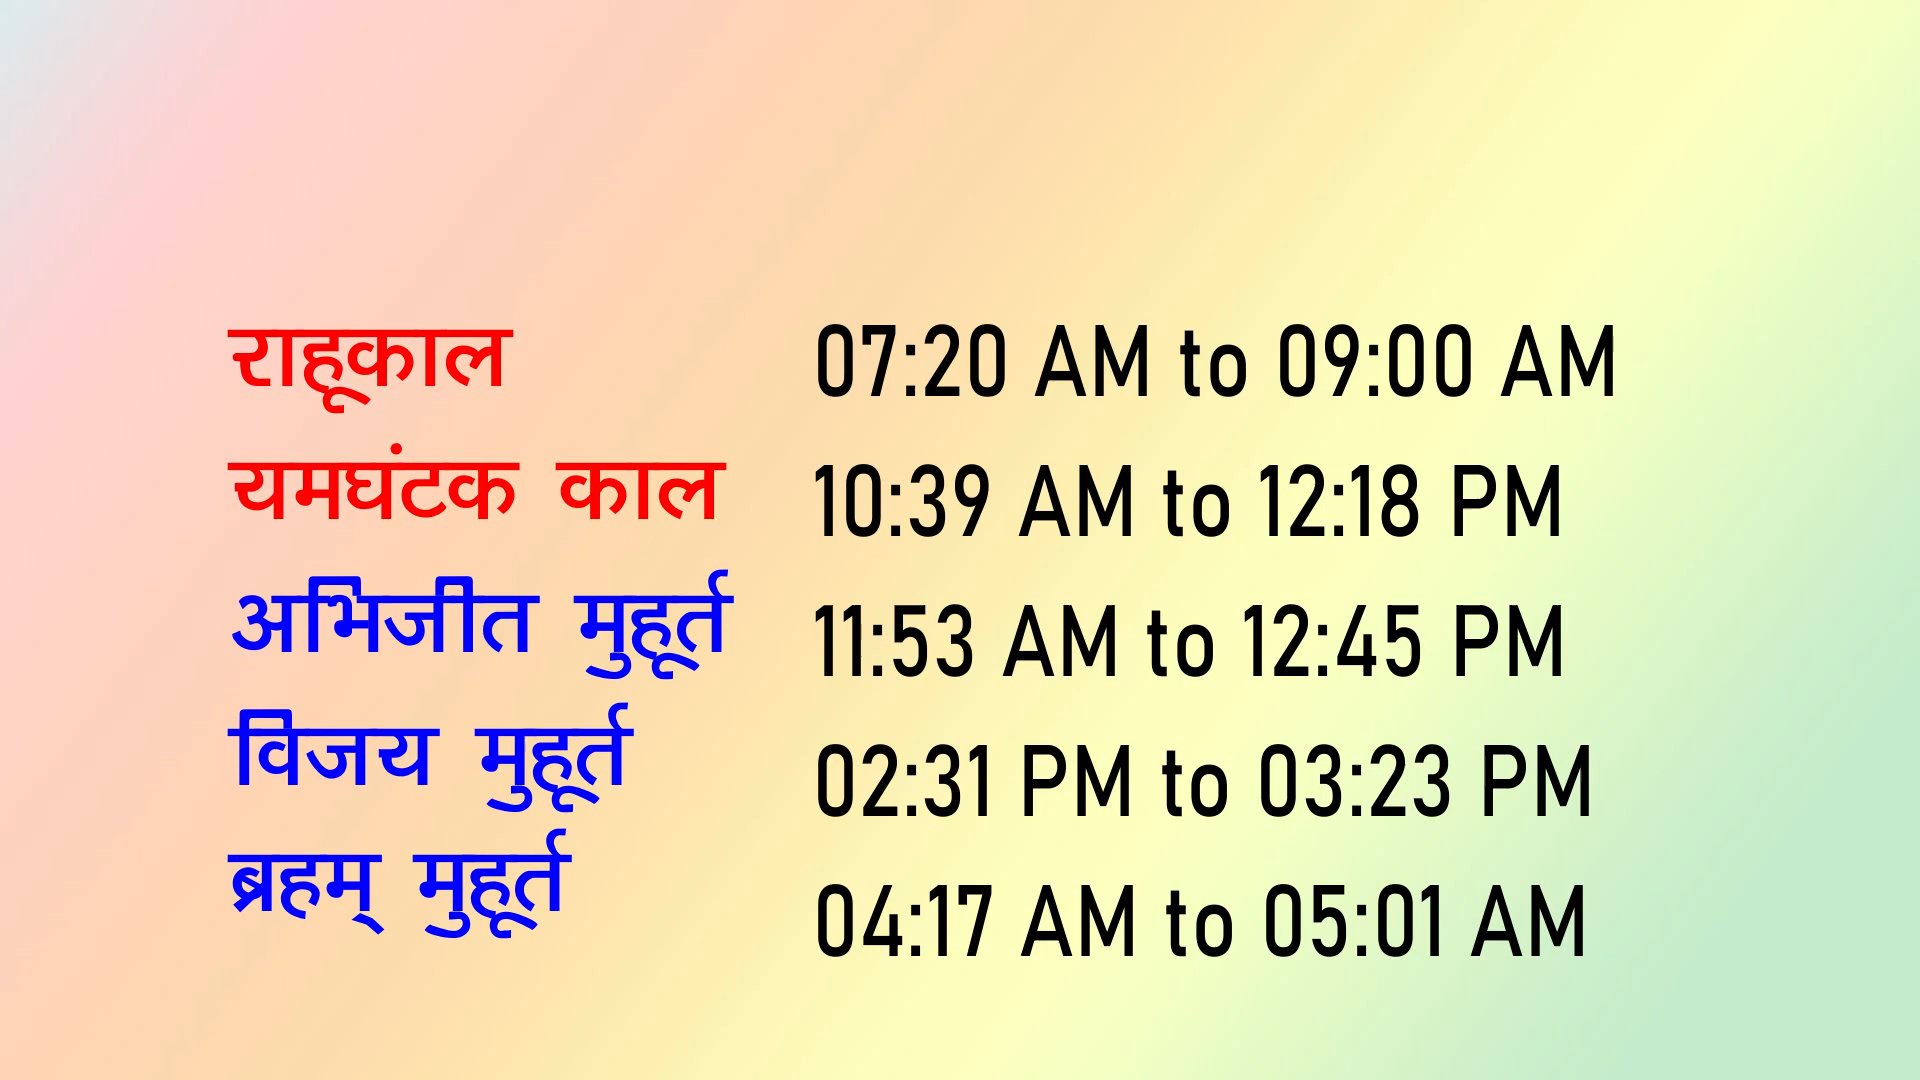 राहूकाल 07:20 AM to 09:00 AM
यमघंटक काल 10:39 AM to 12:18 PM
अभिजीत मुहूर्त 11:53 AM to 12:45 PM
विजय मुहूर्त 02:31 PM to 03:23 PM
ब्रहम् मुहूर्त 04:17 AM to 05:01 AM